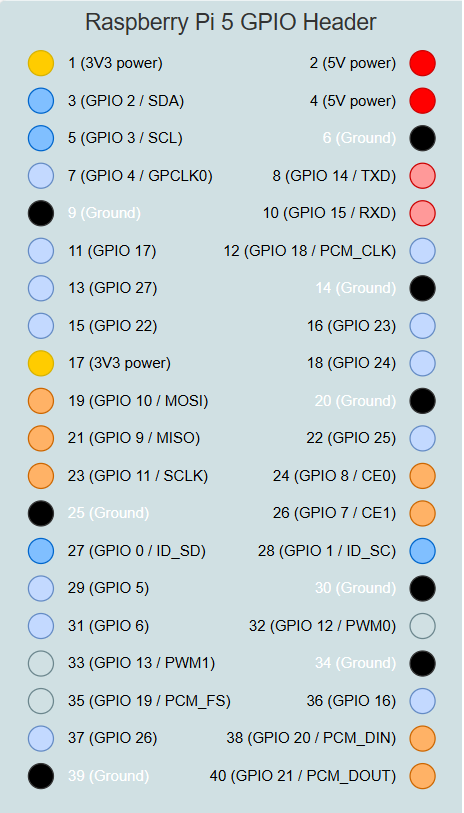 Raspberry Pi 5 GPIO Header
1 (3V3 power) 2 (5V power)
3 (GPIO 2 / SDA) 4 (5V power)
5 (GPIO 3 / SCL) 6 (Ground)
7 (GPIO 4 / GPCLK0) 8 (GPIO 14 / TXD)
9 (Ground) 10 (GPIO 15 / RXD)
11 (GPIO 17) 12 (GPIO 18 / PCM_CLK)
13 (GPIO 27) 14 (Ground)
15 (GPIO 22) 16 (GPIO 23)
17 (3V3 power) 18 (GPIO 24)
19 (GPIO 10 / MOSI) 20 (Ground)
21 (GPIO 9 / MISO) 22 (GPIO 25)
23 (GPIO 11 / SCLK) 24 (GPIO 8 / CE0)
25 (Ground) 26 (GPIO 7 / CE1)
27 (GPIO 0 / ID_SD) 28 (GPIO 1 / ID_SC)
29 (GPIO 5) 30 (Ground)
31 (GPIO 6) 32 (GPIO 12 / PWM0)
33 (GPIO 13 / PWM1) 34 (Ground)
35 (GPIO 19 / PCM_FS) 36 (GPIO 16)
37 (GPIO 26) 38 (GPIO 20 / PCM_DIN)
39 (Ground) 40 (GPIO 21 / PCM_DOUT)